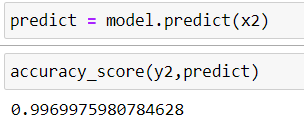 predict = model.predict(x2)
accuracy_score(y2,predict)
0.9969975980784628